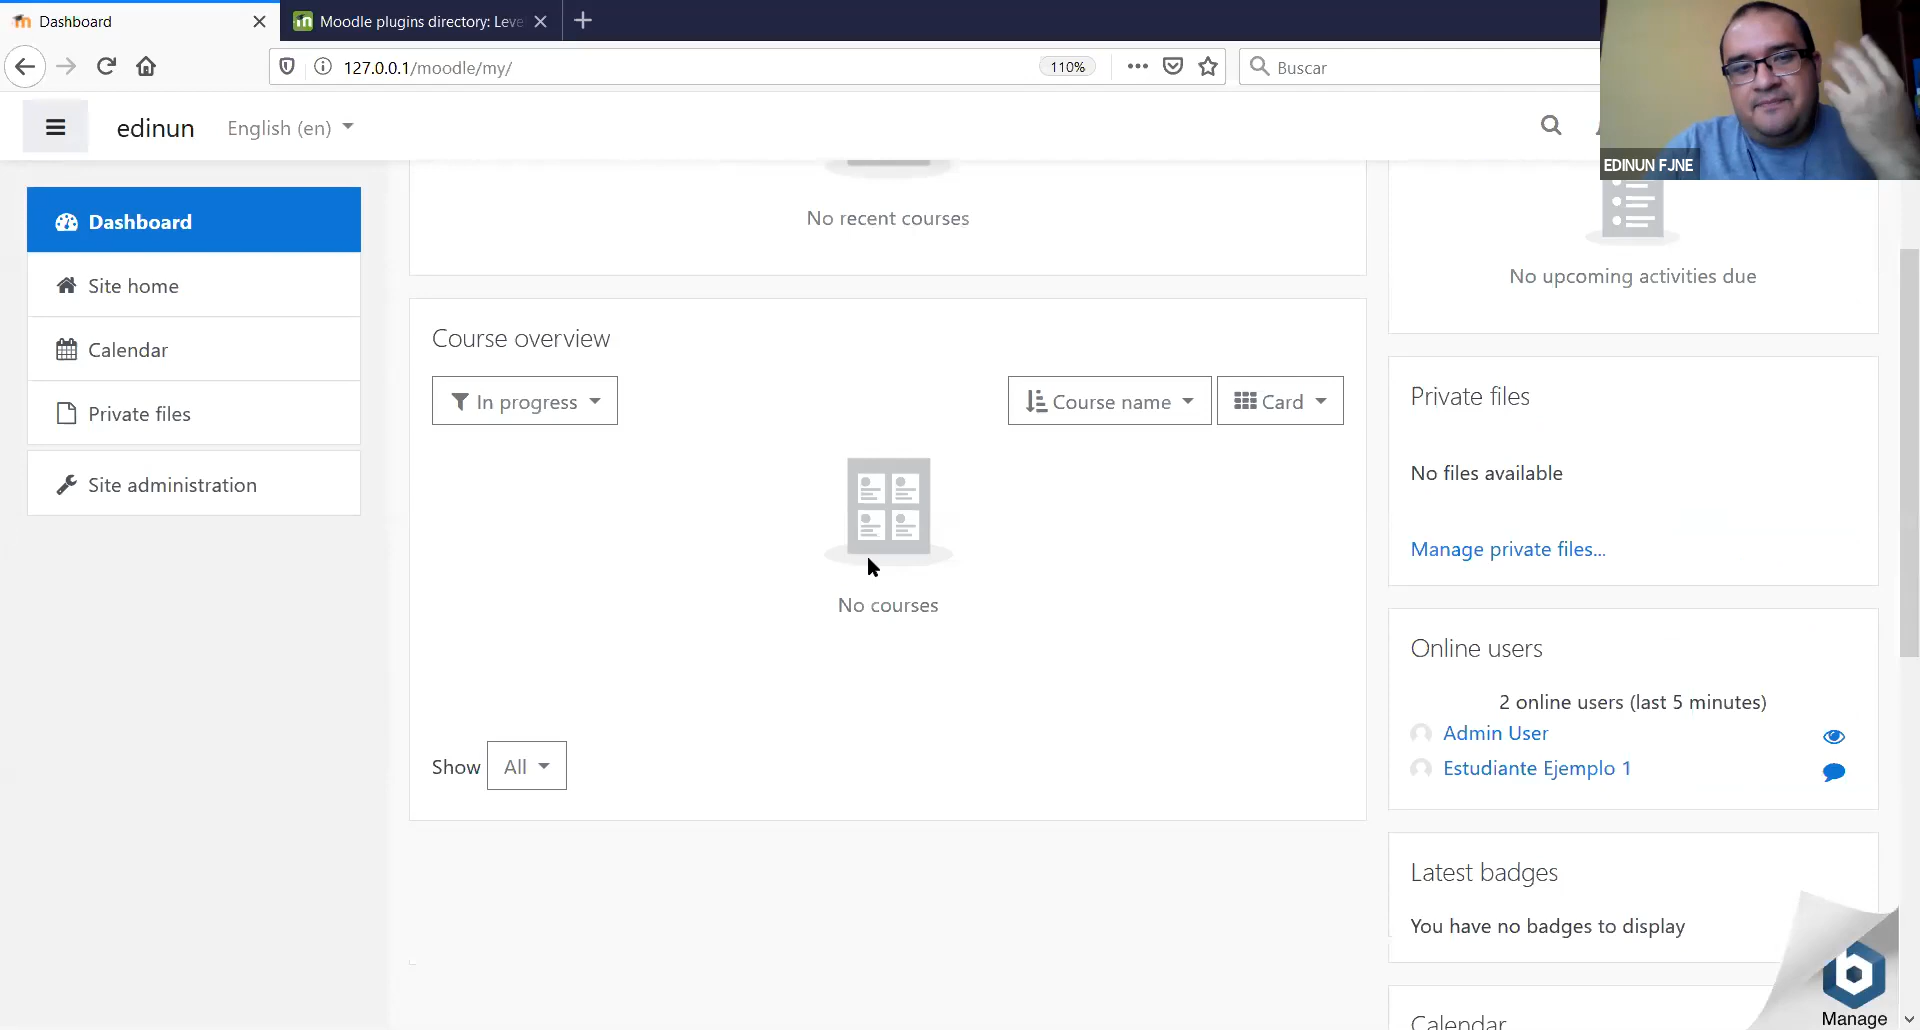 Dashboard
Moodle plugins directory: Leve
127.0.0.1/moodle/my/
110%
Buscar
edinun
English (en)
EDINUN FJNE
Dashboard
Site home
Calendar
Private files
Site administration
No recent courses
Course overview
In progress
Course name
Card
No courses
Show
All
No upcoming activities due
Private files
No files available
Manage private files...
Online users
2 online users (last 5 minutes)
Admin User
Estudiante Ejemplo 1
Latest badges
You have no badges to display
Calendar
Manage